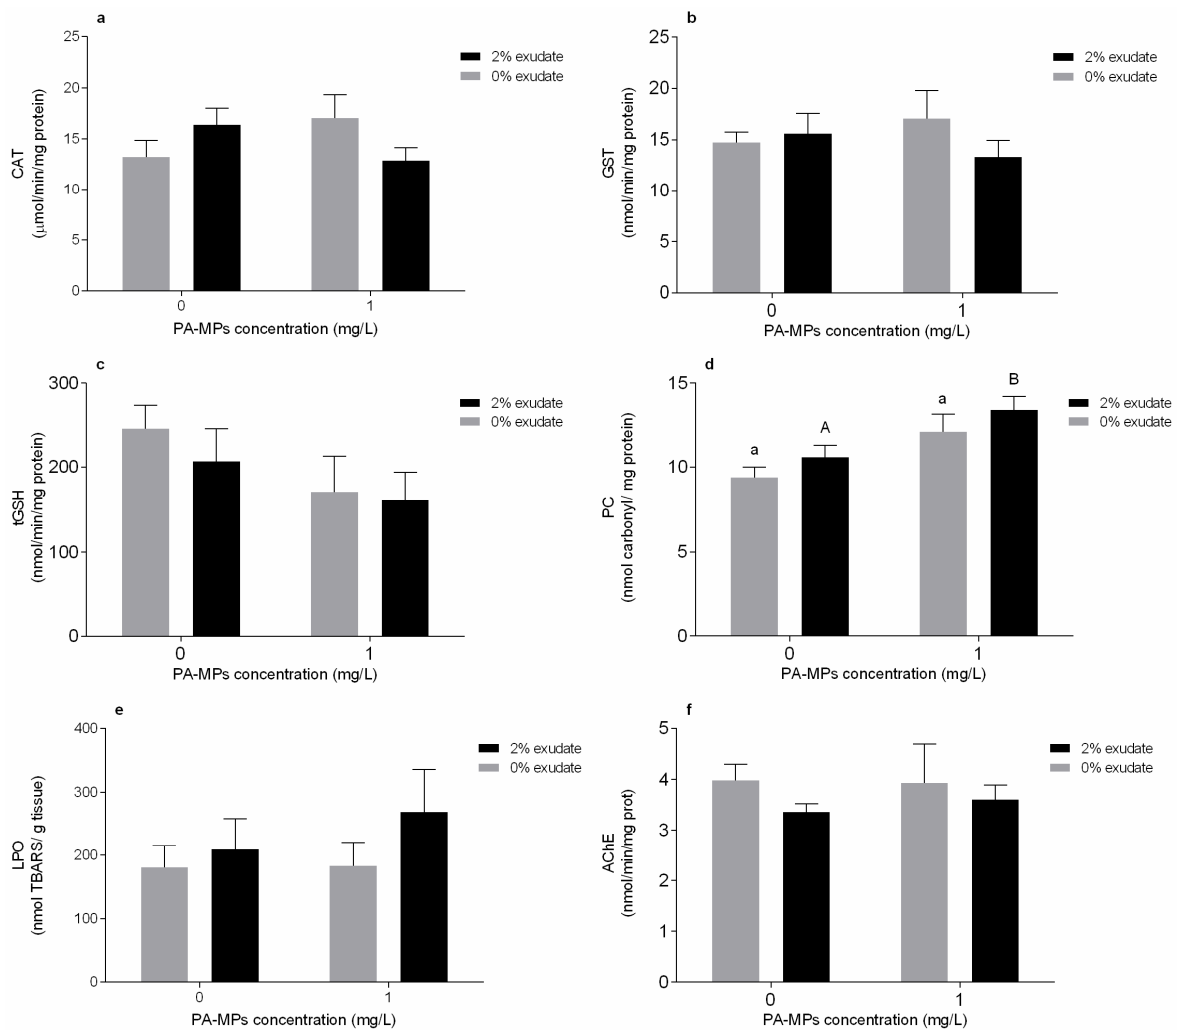 a
25
20
15
10
5
0
CAT
(μmol/min/mg protein)
2% exudate
0% exudate
0
1
PA-MPs concentration (mg/L)
b
25
20
15
10
5
0
GST
(nmol/min/mg protein)
2% exudate
0% exudate
0
1
PA-MPs concentration (mg/L)
c
300
200
100
0
tGSH
(nmol/min/mg protein)
2% exudate
0% exudate
0
1
PA-MPs concentration (mg/L)
d
15
10
5
0
PC
(nmol carbonyl/ mg protein)
a
A
a
B
2% exudate
0% exudate
0
1
PA-MPs concentration (mg/L)
e
400
300
200
100
0
LPO
(nmol TBARS/ g tissue)
2% exudate
0% exudate
0
1
PA-MPs concentration (mg/L)
f
5
4
3
2
1
0
AChE
(nmol/min/mg prot)
2% exudate
0% exudate
0
1
PA-MPs concentration (mg/L)